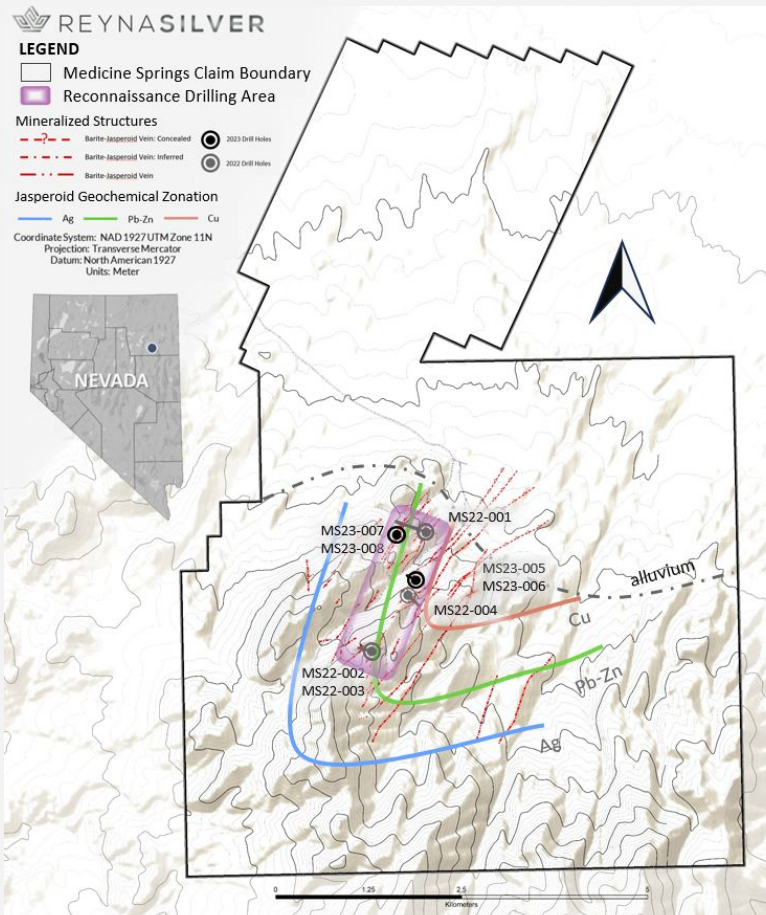 REYNASILVER
LEGEND
Medicine Springs Claim Boundary
Reconnaissance Drilling Area
Mineralized Structures
?
Barite-Jasperoid Vein: Concealed
2023 Drill Holes
Barite-Jasperoid Vein: Inferred
2022 Drill Holes
Barite-Jasperoid Vein
Jasperoid Geochemical Zonation
Ag
Pb-Zn
Cu
Coordinate System: NAD 1927 UTM Zone 11N
Projection: Transverse Mercator
Datum: North American 1927
Units: Meter
NEVADA
MS22-001
MS23-007
MS23-008
MS23-005
MS23-006
alluvium
MS22-004
Cu
MS22-002
MS22-003
Pb-Zn
Ag
0
1.25
2.5
5
Kilometers